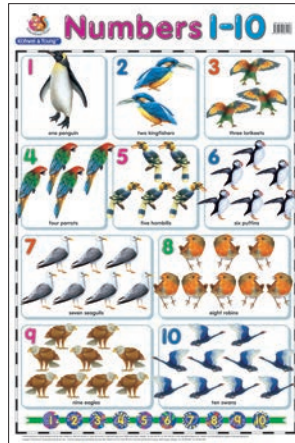 Numbers 1-10
1
one penguin
2
two kingfishers
3
three lorikeets
4
four parrots
5
five hornbills
6
six puffins
7
seven seagulls
8
eight robins
9
nine eagles
10
ten swans
1 2 3 4 5 6 7 8 9 10